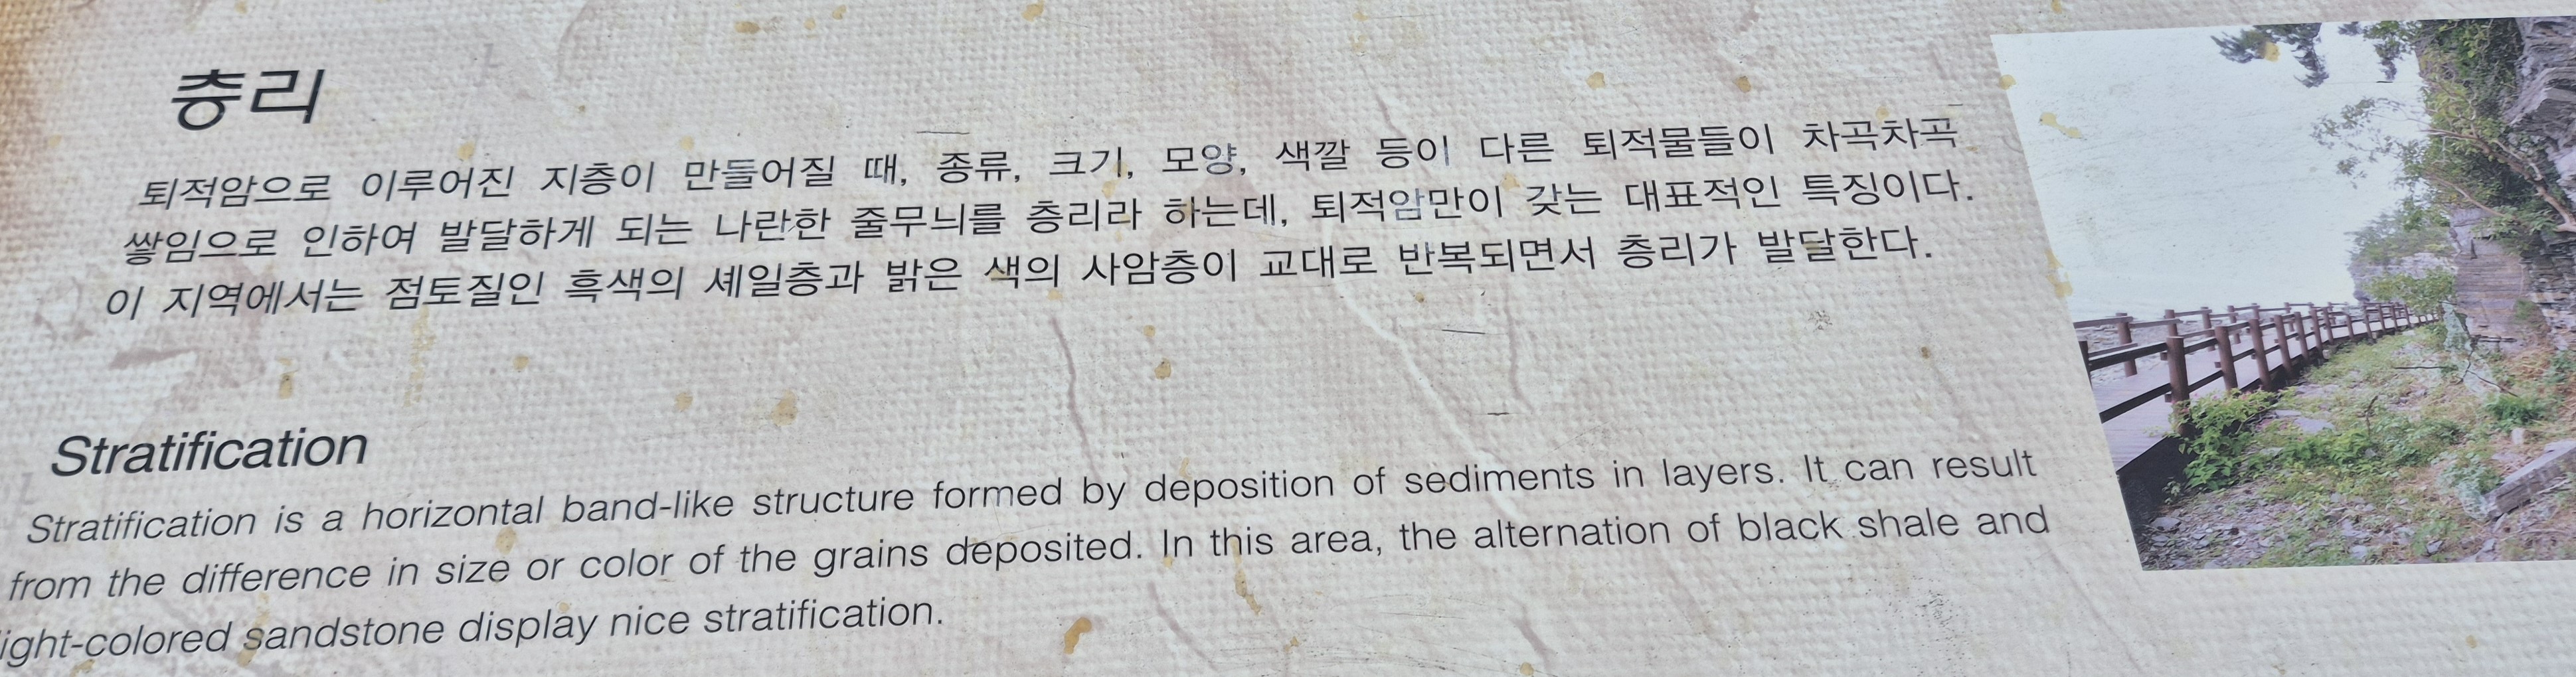 층리
퇴적암으로 이루어진 지층이 만들어질 때, 종류, 크기, 모양, 색깔 등이 다른 퇴적물들이 차곡차곡
쌓임으로 인하여 발달하게 되는 나란한 줄무늬를 층리라 하는데, 퇴적암만이 갖는 대표적인 특징이다.
이 지역에서는 점토질인 흑색의 셰일층과 밝은 색의 사암층이 교대로 반복되면서 층리가 발달한다.
Stratification
Stratification is a horizontal band-like structure formed by deposition of sediments in layers. It can result
from the difference in size or color of the grains deposited. In this area, the alternation of black shale and
light-colored sandstone display nice stratification.